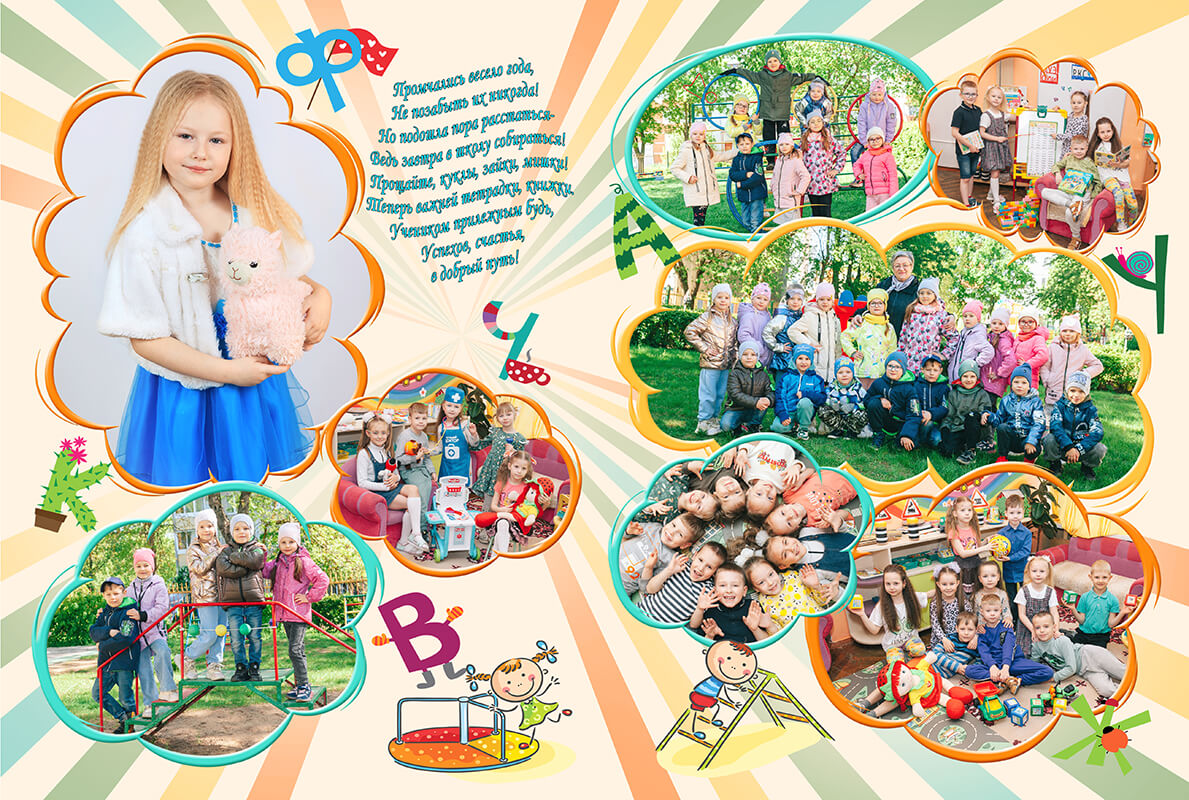 Ф
Промчались весело года,
Не позабыть их никогда!
Но подошла пора расстаться-
Ведь завтра в школу собираться!
Прощайте, куклы, зайки, мишки!
Теперь важней тетрадки, книжки.
Учеником прилежным будь,
Успехов, счастья,
в добрый путь!
А
Ч
Ч
К
В
Ж